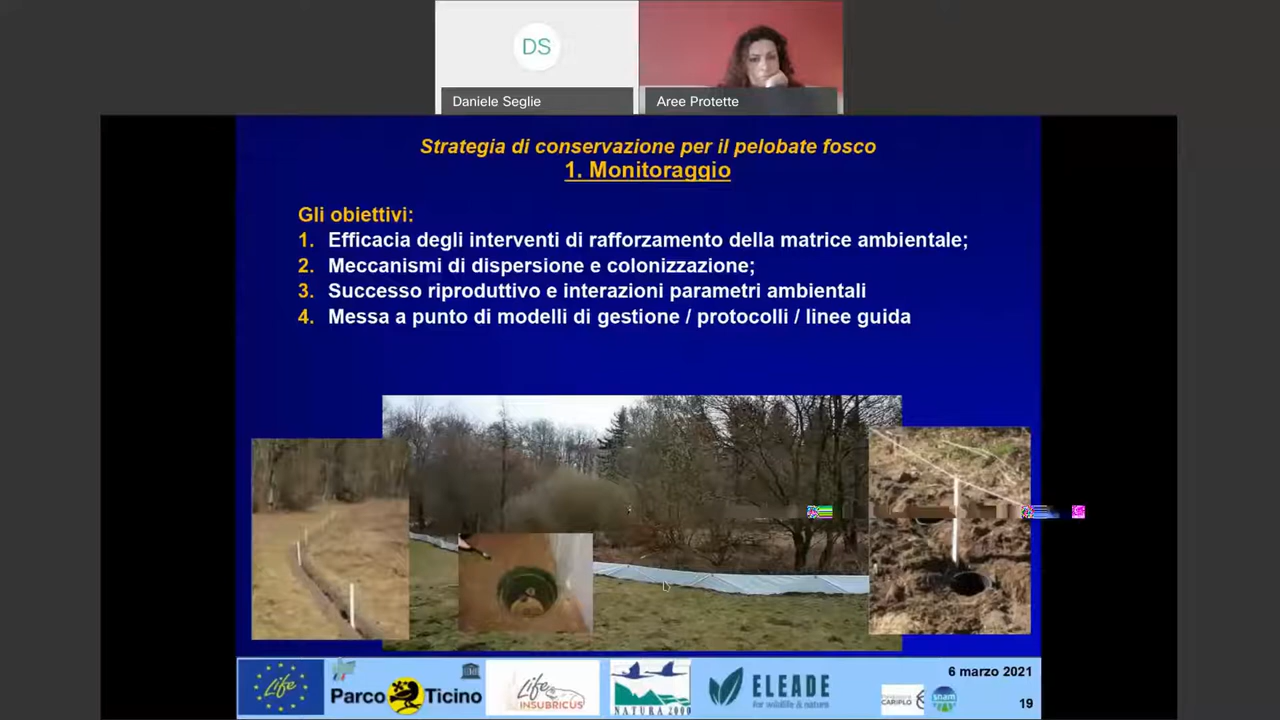 DS
Daniele Seglie
Aree Protette
Strategia di conservazione per il pelobate fosco
1. Monitoraggio
Gli obiettivi:
1. Efficacia degli interventi di rafforzamento della matrice ambientale;
2. Meccanismi di dispersione e colonizzazione;
3. Successo riproduttivo e interazioni parametri ambientali
4. Messa a punto di modelli di gestione / protocolli / linee guida
Life
Parco Ticino
Life
INSUBRICUS
NATURA 2000
ELEADE
for wildlife & nature
CARIPLO
snam
6 marzo 2021
19